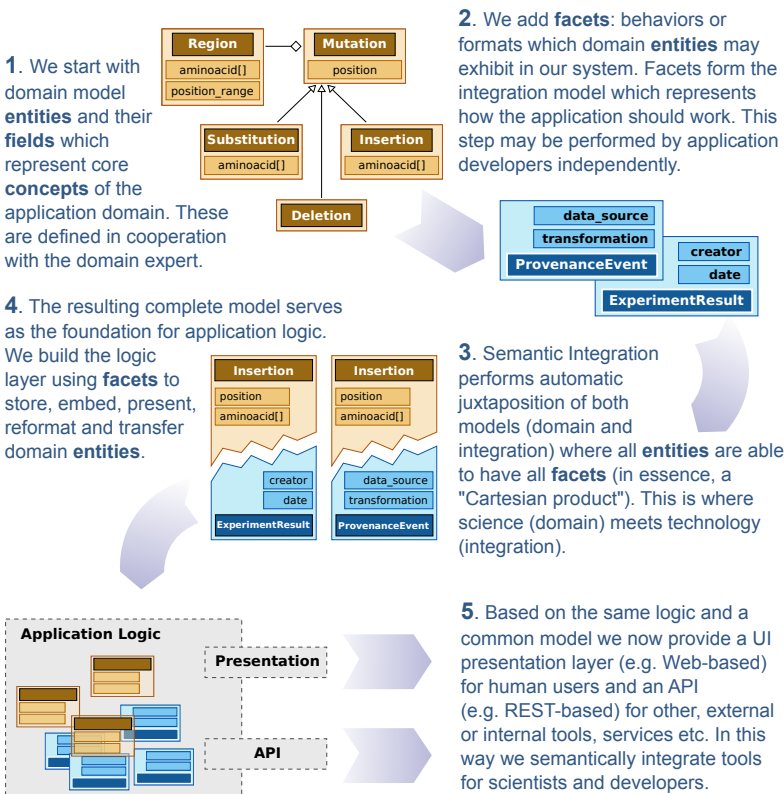 1. We start with
domain model
entities and their
fields which
represent core
concepts of the
application domain. These
are defined in cooperation
with the domain expert.
Region
aminoacid[]
position_range
Mutation
position
Substitution
aminoacid[]
Insertion
aminoacid[]
Deletion
2. We add facets: behaviors or
formats which domain entities may
exhibit in our system. Facets form the
integration model which represents
how the application should work. This
step may be performed by application
developers independently.
data_source
transformation
ProvenanceEvent
creator
date
ExperimentResult
3. Semantic Integration
performs automatic
juxtaposition of both
models (domain and
integration) where all entities are able
to have all facets (in essence, a
"Cartesian product"). This is where
science (domain) meets technology
(integration).
4. The resulting complete model serves
as the foundation for application logic.
We build the logic
layer using facets to
store, embed, present,
reformat and transfer
domain entities.
Insertion
position
aminoacid[]
creator
date
ExperimentResult
Insertion
position
aminoacid[]
data_source
transformation
ProvenanceEvent
Application Logic
Presentation
API
5. Based on the same logic and a
common model we now provide a UI
presentation layer (e.g. Web-based)
for human users and an API
(e.g. REST-based) for other, external
or internal tools, services etc. In this
way we semantically integrate tools
for scientists and developers.